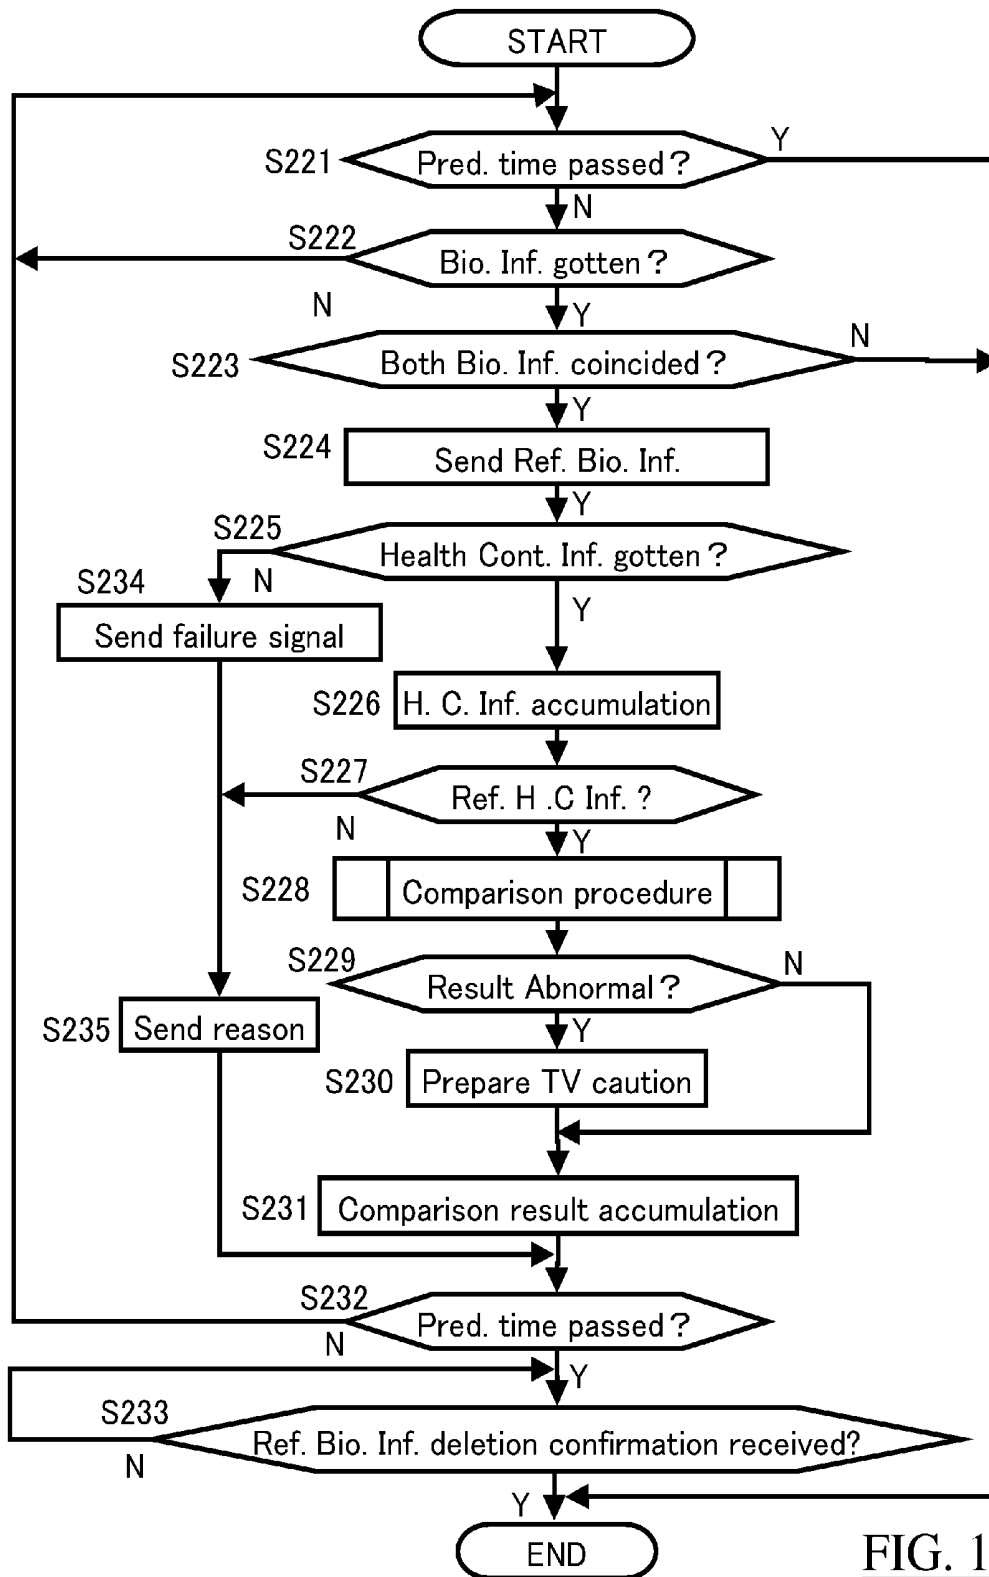 START
Y
S221
Pred. time passed?
N
S222
Bio. Inf. gotten?
N
Y
N
S223
Both Bio. Inf. coincided?
Y
S224
Send Ref. Bio. Inf.
Y
S225
Health Cont. Inf. gotten?
N
S234
Y
Send failure signal
S226
H. C. Inf. accumulation
S227
Ref. H .C Inf. ?
N
Y
S228
Comparison procedure
S229
N
Result Abnormal?
Y
S235
Send reason
S230
Prepare TV caution
S231
Comparison result accumulation
S232
Pred. time passed?
N
Y
S233
Ref. Bio. Inf. deletion confirmation received?
N
Y
END
FIG. 1